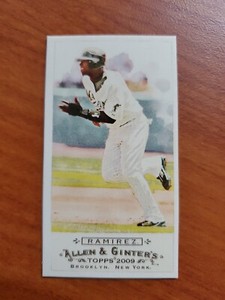 RAMIREZ
ALLEN & GINTER'S
TOPPS 2009
BROOKLYN, NEW YORK.